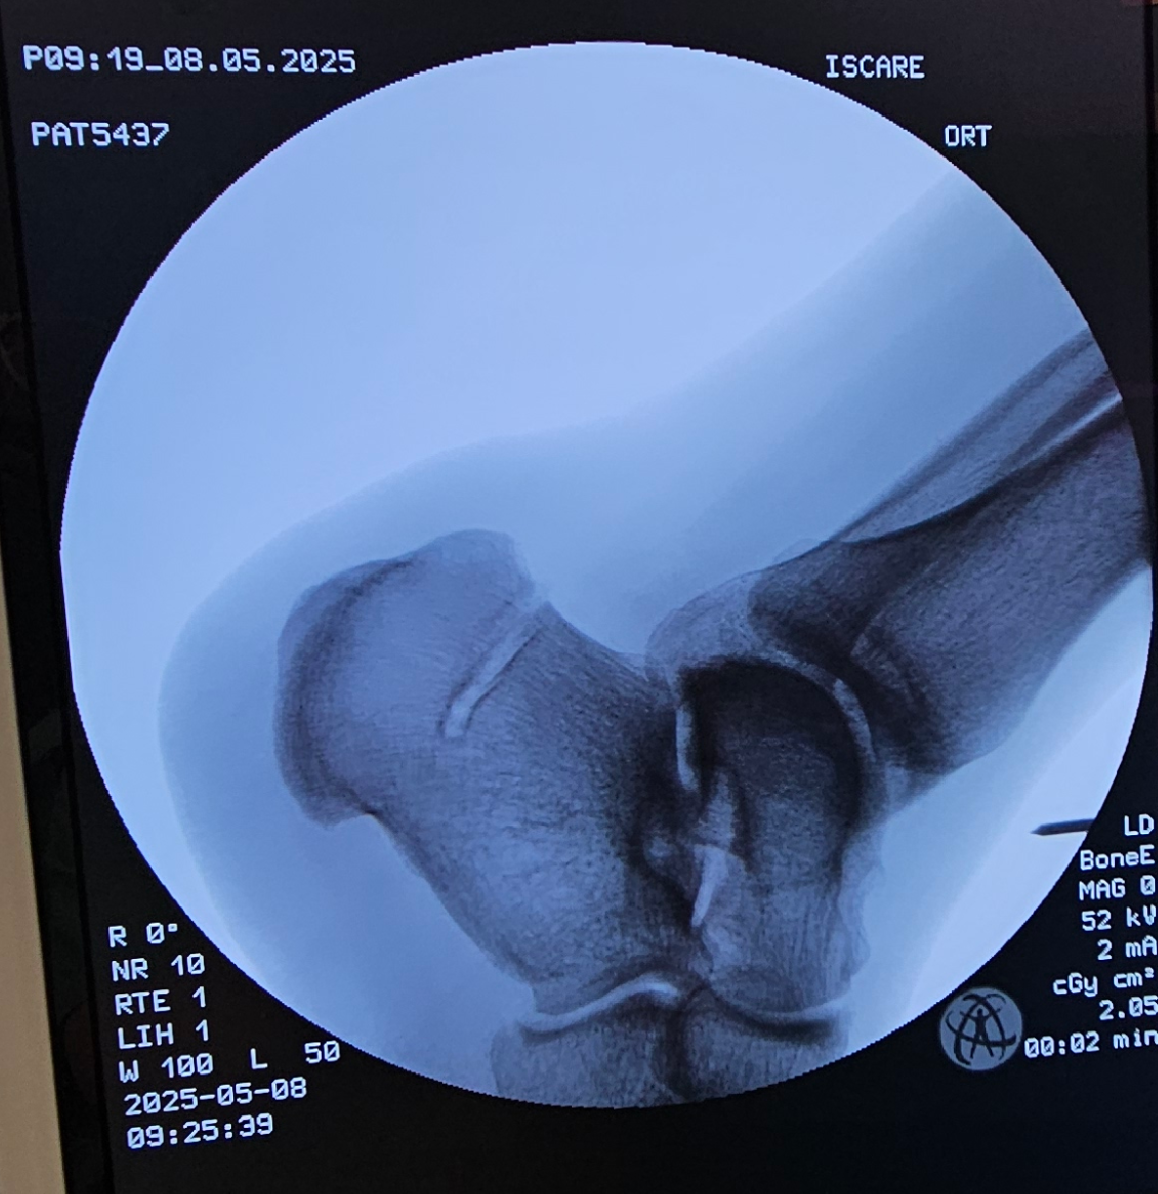 P09:19_08.05.2025
ISCARE
PAT5437
ORT
LD
BoneE
MAG 0
52 kV
2 mA
cGy cm²
2.05
00:02 min
R 0°
NR 10
RTE 1
LIH 1
W 100 L 50
2025-05-08
09:25:39